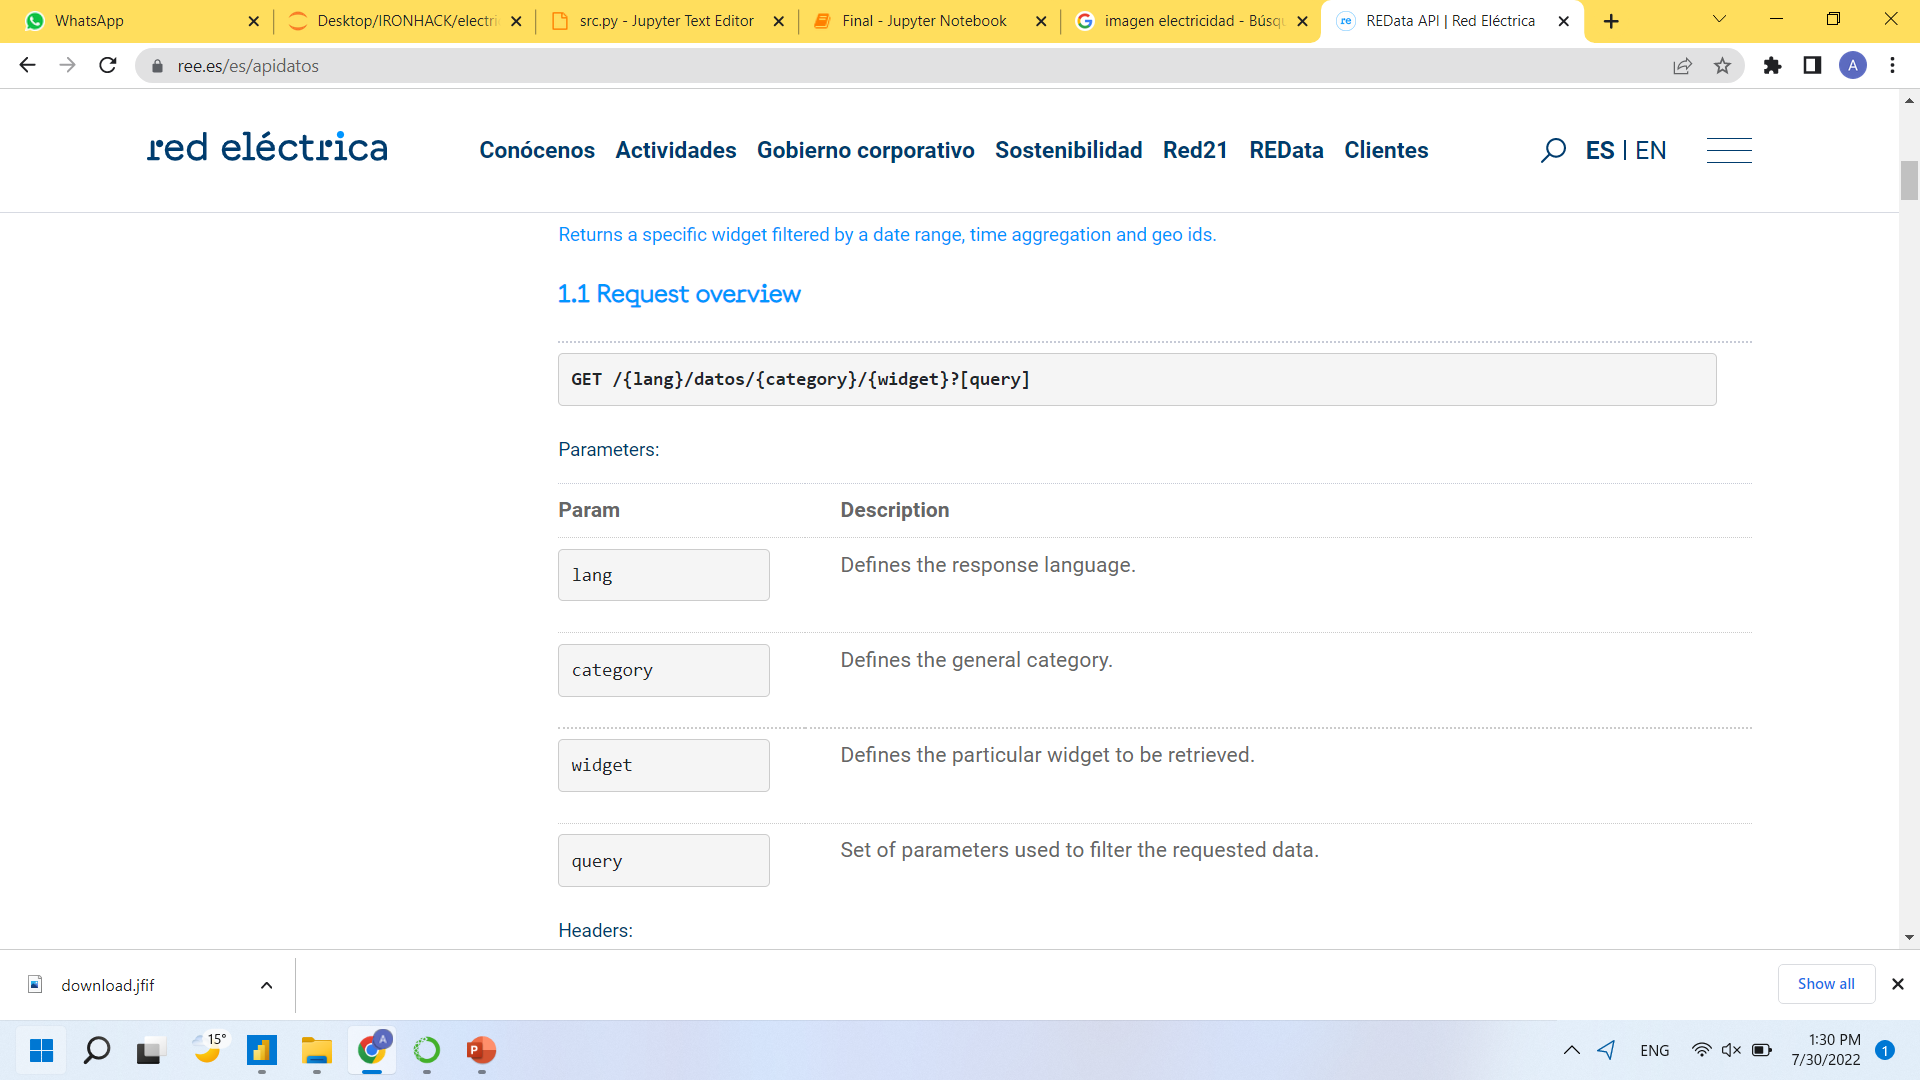 WhatsApp
Desktop/IRONHACK/electri
src.py - Jupyter Text Editor
Final - Jupyter Notebook
imagen electricidad - Búsqu
REData API | Red Eléctrica
ree.es/es/apidatos
A
red eléctrica
Conócenos Actividades Gobierno corporativo Sostenibilidad Red21 REData Clientes
ES | EN
Returns a specific widget filtered by a date range, time aggregation and geo ids.
1.1 Request overview
GET /{lang}/datos/{category}/{widget}?[query]
Parameters:
Param Description
lang Defines the response language.
category Defines the general category.
widget Defines the particular widget to be retrieved.
query Set of parameters used to filter the requested data.
Headers:
download.jfif
Show all
15°
A
P
ENG
1:30 PM
7/30/2022
1